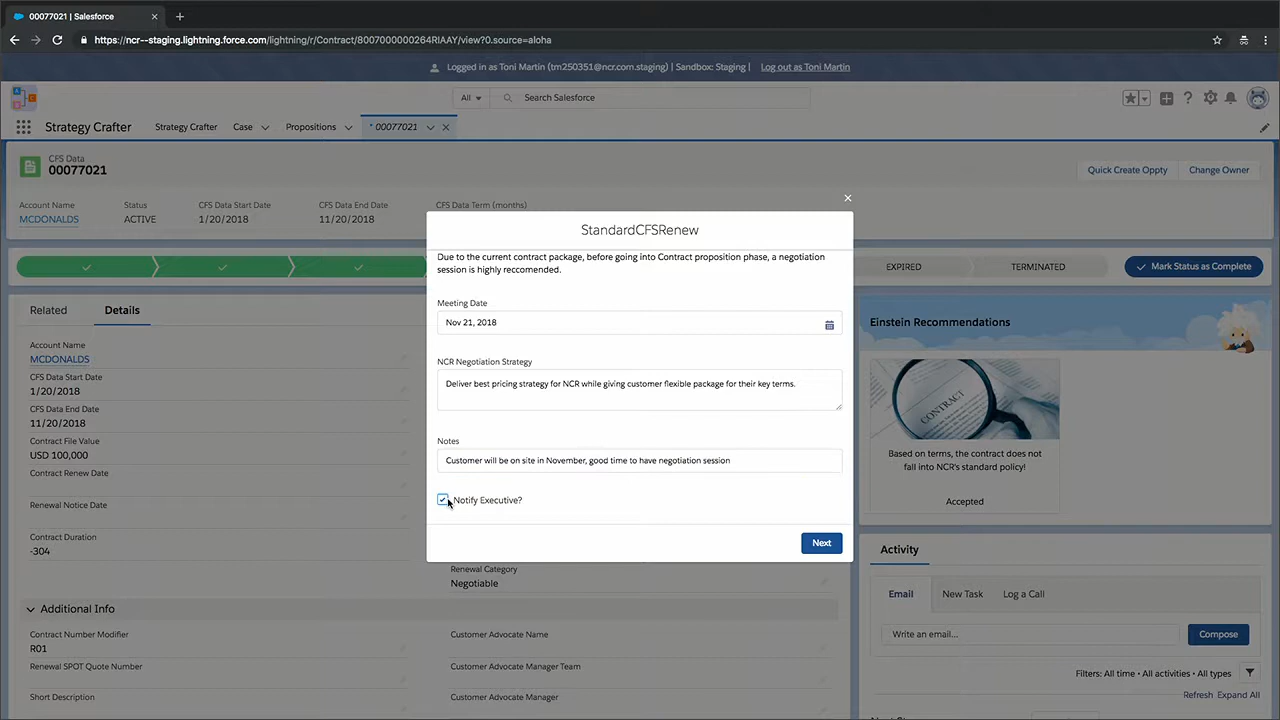 00077021 | Salesforce
https://ncr--staging.lightning.force.com/lightning/r/Contract/8007000000264RIAAY/view?0.source=aloha
Logged in as Toni Martin (tm250351@ncr.com.staging) | Sandbox: Staging | Log out as Toni Martin
All
Search Salesforce
Strategy Crafter
Strategy Crafter
Case
Propositions
* 00077021
CFS Data
00077021
Quick Create Oppty
Change Owner
Account Name
Status
CFS Data Start Date
CFS Data End Date
CFS Data Term (months)
MCDONALDS
ACTIVE
1/20/2018
11/20/2018
EXPIRED
TERMINATED
Mark Status as Complete
StandardCFSRenew
Due to the current contract package, before going into Contract proposition phase, a negotiation
session is highly reccomended.
Meeting Date
Nov 21, 2018
NCR Negotiation Strategy
Deliver best pricing strategy for NCR while giving customer flexible package for their key terms.
Notes
Customer will be on site in November, good time to have negotiation session
Notify Executive?
Next
Related
Details
Account Name
MCDONALDS
CFS Data Start Date
1/20/2018
CFS Data End Date
11/20/2018
Contract File Value
USD 100,000
Contract Renew Date
Renewal Notice Date
Contract Duration
-304
Renewal Category
Negotiable
Additional Info
Contract Number Modifier
R01
Renewal SPOT Quote Number
Short Description
Customer Advocate Name
Customer Advocate Manager Team
Customer Advocate Manager
Einstein Recommendations
CONTRACT
Based on terms, the contract does not
fall into NCR's standard policy!
Accepted
Activity
Email
New Task
Log a Call
Write an email...
Compose
Filters: All time • All activities • All types
Refresh
Expand All